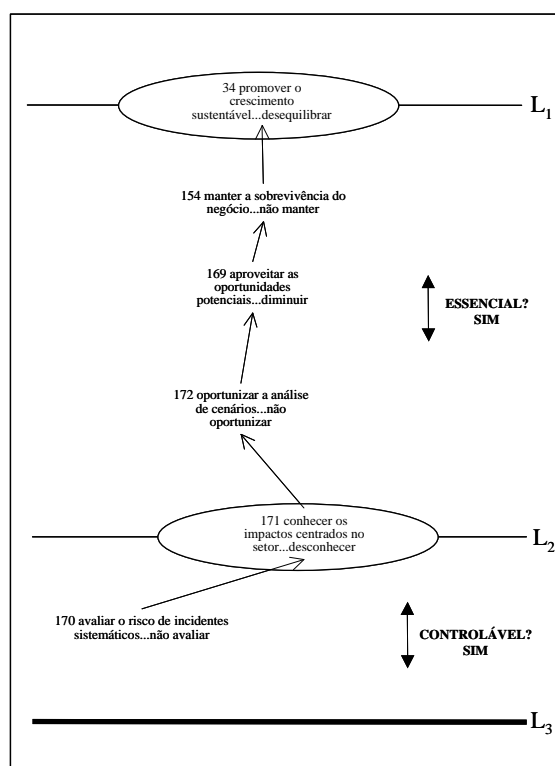 34 promover o
crescimento
sustentável...desequilibrar
L1
154 manter a sobrevivência do
negócio...não manter
169 aproveitar as
oportunidades
potenciais...diminuir
ESSENCIAL?
SIM
172 oportunizar a análise
de cenários...não
oportunizar
171 conhecer os
impactos centrados no
setor...desconhecer
L2
170 avaliar o risco de incidentes
sistemáticos...não avaliar
CONTROLÁVEL?
SIM
L3